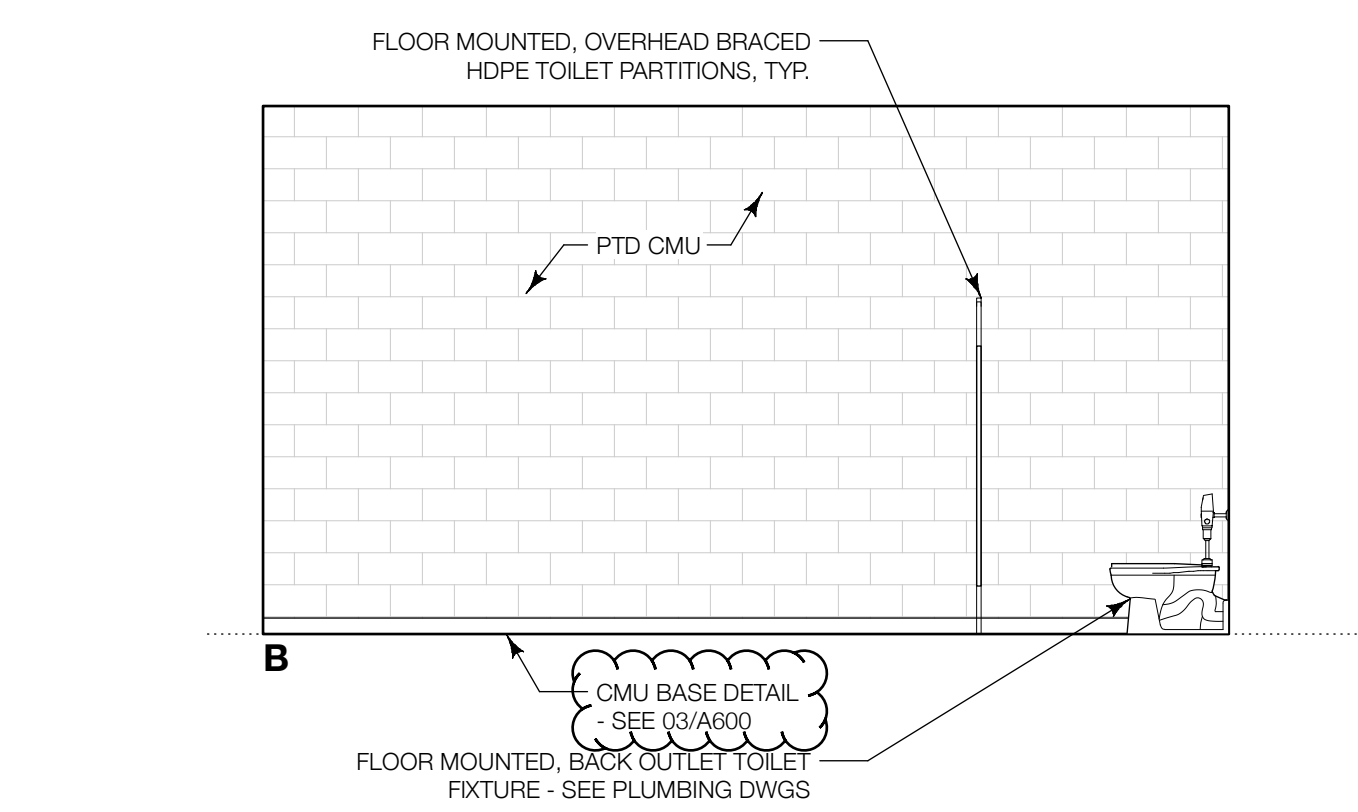 FLOOR MOUNTED, OVERHEAD BRACED
HDPE TOILET PARTITIONS, TYP.
PTD CMU
B
CMU BASE DETAIL
- SEE 03/A600
FLOOR MOUNTED, BACK OUTLET TOILET
FIXTURE - SEE PLUMBING DWGS